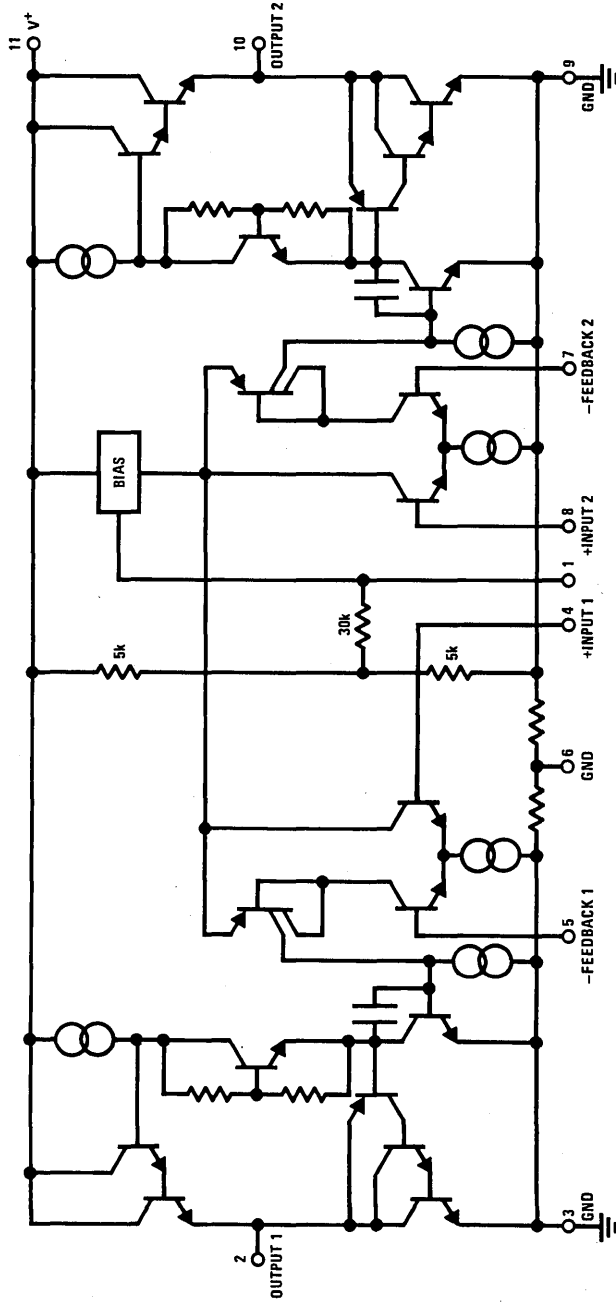 11 V+
10
OUTPUT 2
9
GND
7
–FEEDBACK 2
8
+INPUT 2
1
4
+INPUT 1
6
GND
5
–FEEDBACK 1
3
GND
2
OUTPUT 1
BIAS
5k
30k
5k